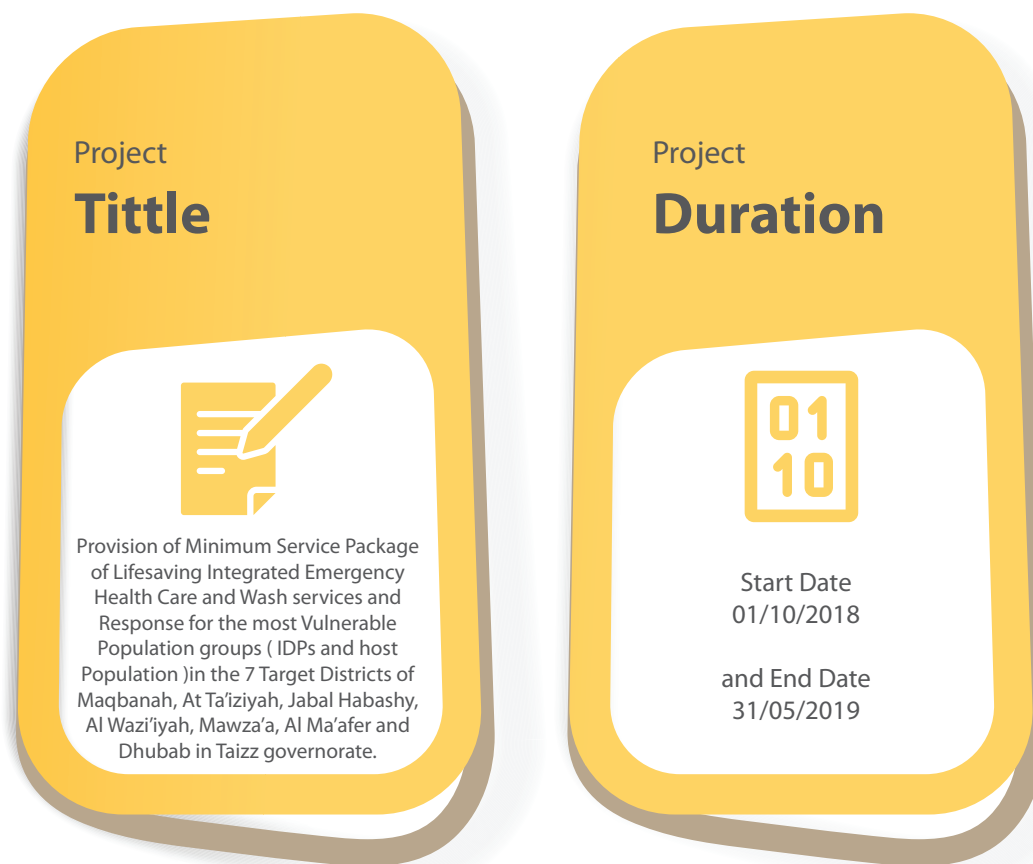 Project
Tittle
Provision of Minimum Service Package
of Lifesaving Integrated Emergency
Health Care and Wash services and
Response for the most Vulnerable
Population groups ( IDPs and host
Population )in the 7 Target Districts of
Maqbanah, At Ta’iziyah, Jabal Habashy,
Al Wazi’iyah, Mawza’a, Al Ma’afer and
Dhubab in Taizz governorate.
Project
Duration
01
10
Start Date
01/10/2018
and End Date
31/05/2019